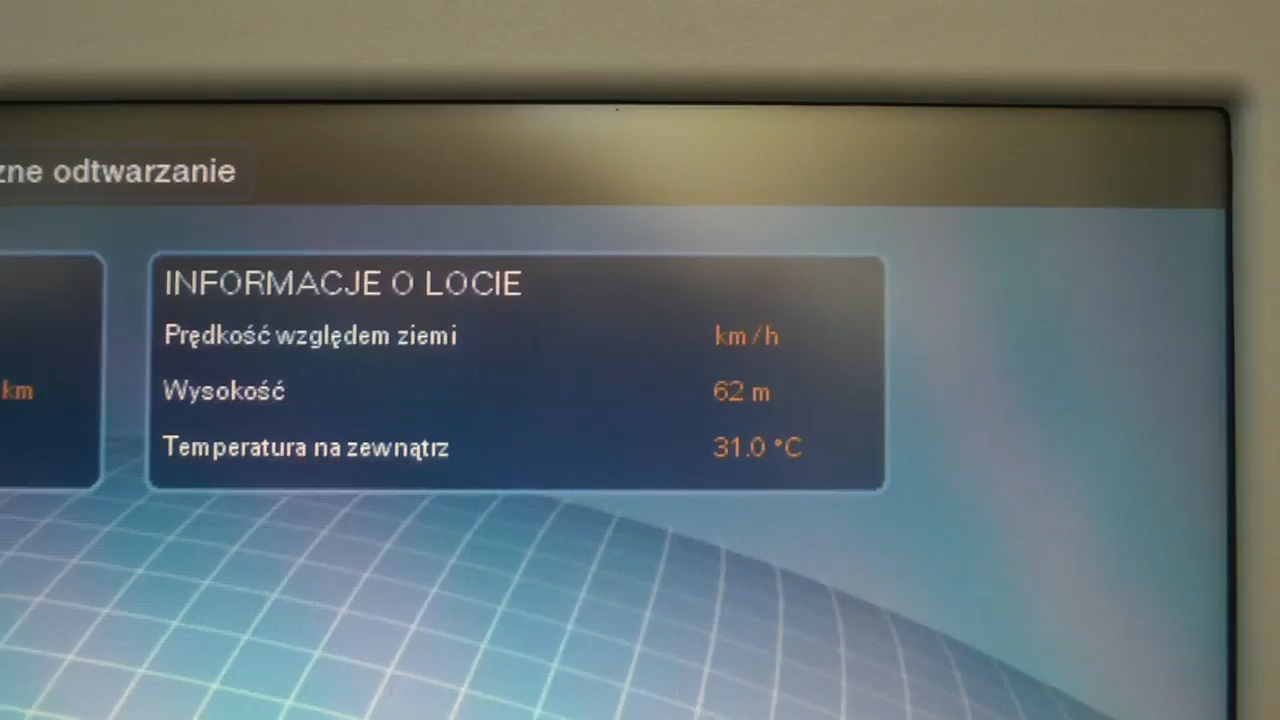 zne odtwarzanie
INFORMACJE O LOCIE
Prędkość względem ziemi km/h
km
Wysokość 62 m
Temperatura na zewnątrz 31.0 °C